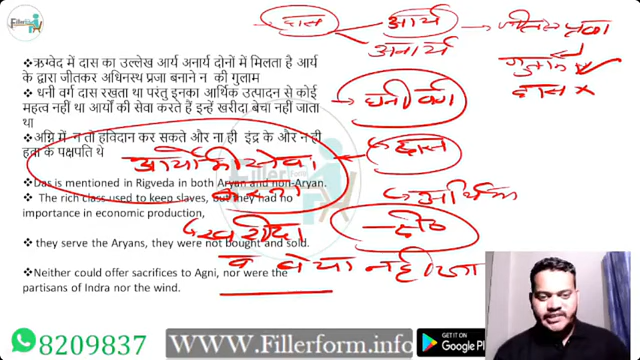 Filler Form
दास
आर्य
अनार्य
दास ×
ऋग्वेद में दास का उल्लेख आर्य अनार्य दोनों में मिलता है आर्य
के द्वारा जीतकर अधिनस्थ प्रजा बनाने न की गुलाम
धनी वर्ग दास रखता था परंतु इनका आर्थिक उत्पादन से कोई
महत्व नहीं था आर्यों की सेवा करते हैं इन्हें खरीदा बेचा नहीं जाता
था
धनी वर्ग
अग्नि में न तो हविदान कर सकते और ना ही इंद्र के और न ही
हवा के पक्षपति थे
आर्यों की सेवा
करना
दास
आर्थिक
Das is mentioned in Rigveda in both Aryan and non-Aryan.
The rich class used to keep slaves, but they had no
importance in economic production,
they serve the Aryans, they were not bought and sold.
खरीदा
व बेचा नहीं जा
Neither could offer sacrifices to Agni, nor were the
partisans of Indra nor the wind.
8209837
www.Fillerform.info
GET IT ON
Google Pl